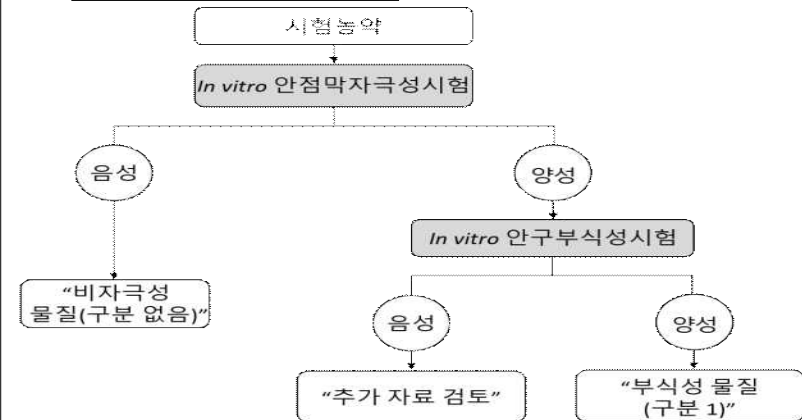 시험농약
In vitro 안점막자극성시험
음성
양성
In vitro 안구부식성시험
“비자극성
물질(구분 없음)”
음성
양성
“추가 자료 검토”
“부식성 물질
(구분 1)”